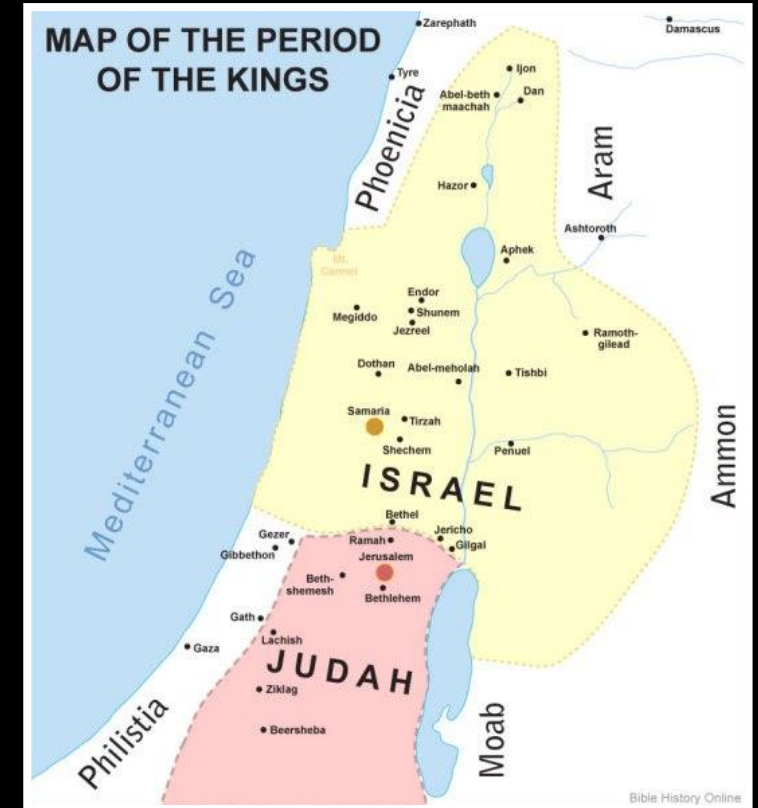 MAP OF THE PERIOD
OF THE KINGS
Zarephath
Damascus
Tyre
Phoenicia
Ijon
Abel-beth
maachah
Dan
Aram
Hazor
Ashtoroth
Aphek
Mt.
Carmel
Mediterranean Sea
Endor
Megiddo
Shunem
Jezreel
Ramoth-
gilead
Dothan
Abel-meholah
Tishbi
Samaria
Tirzah
Shechem
Penuel
Ammon
ISRAEL
Bethel
Gezer
Ramah
Jericho
Gibbethon
Gilgal
Jerusalem
Beth-
shemesh
Bethlehem
Gath
Lachish
Gaza
JUDAH
Ziklag
Philistia
Beersheba
Moab
Bible History Online